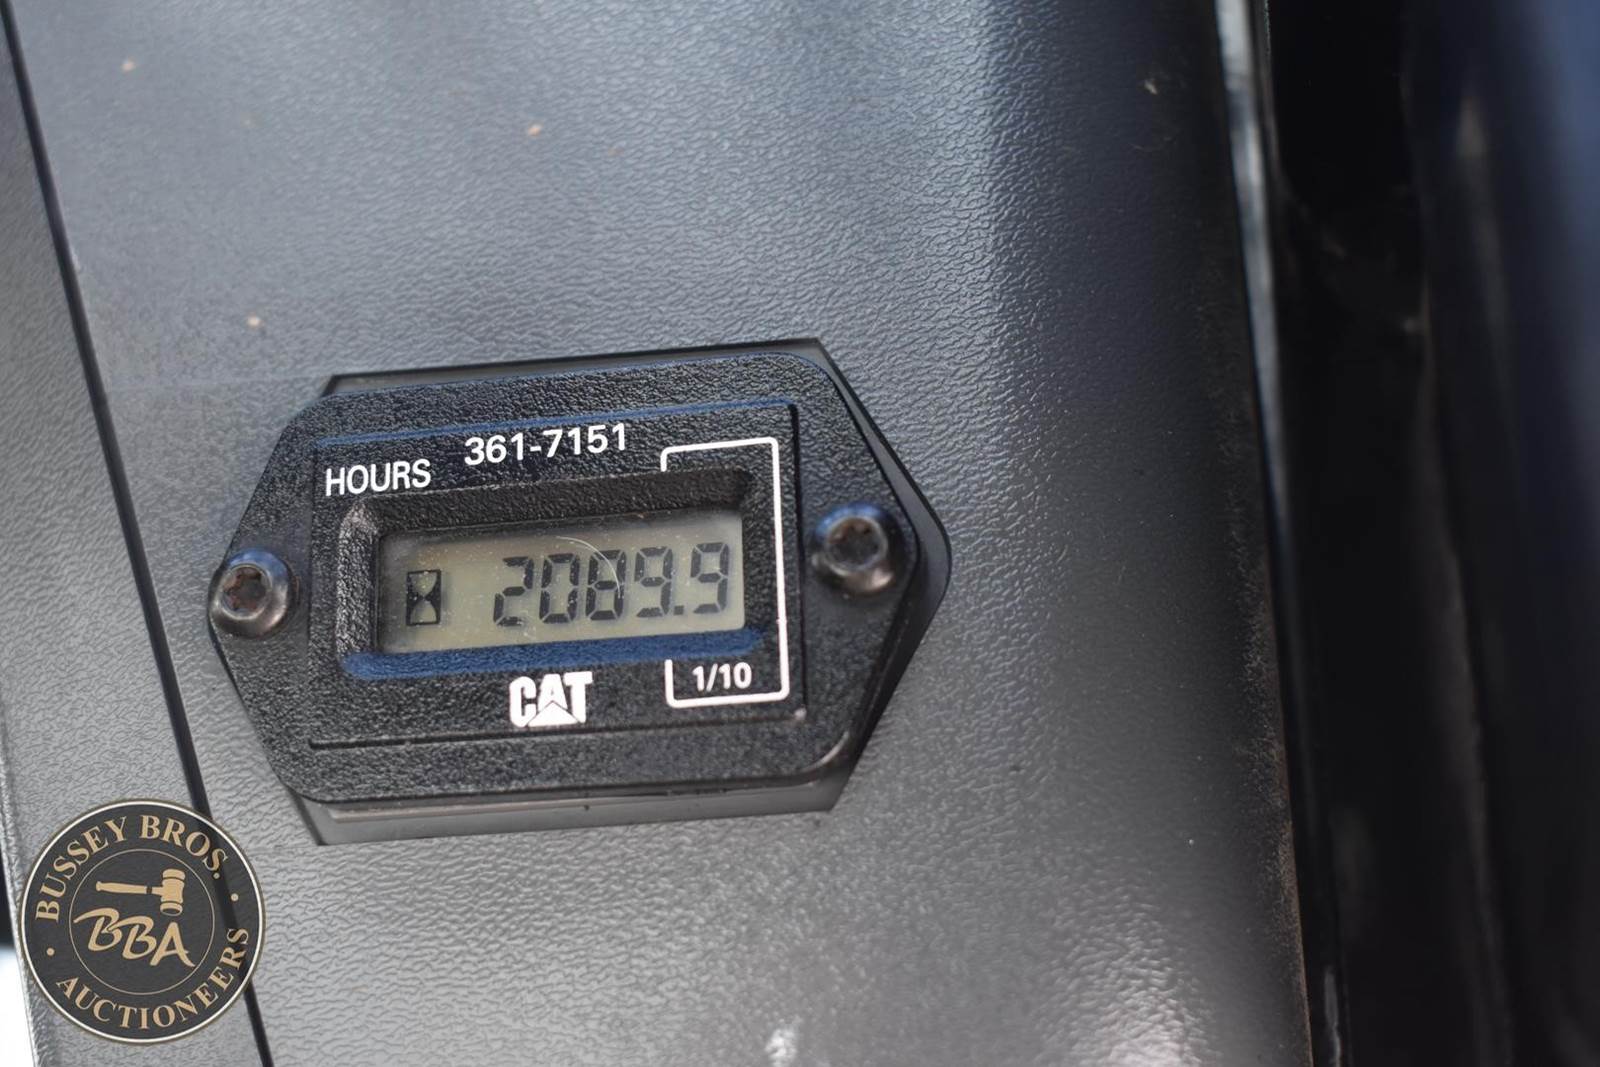 361-7151
HOURS
2089.9
1/10
CAT
BUSSEY BROS.
BBA
AUCTIONEERS